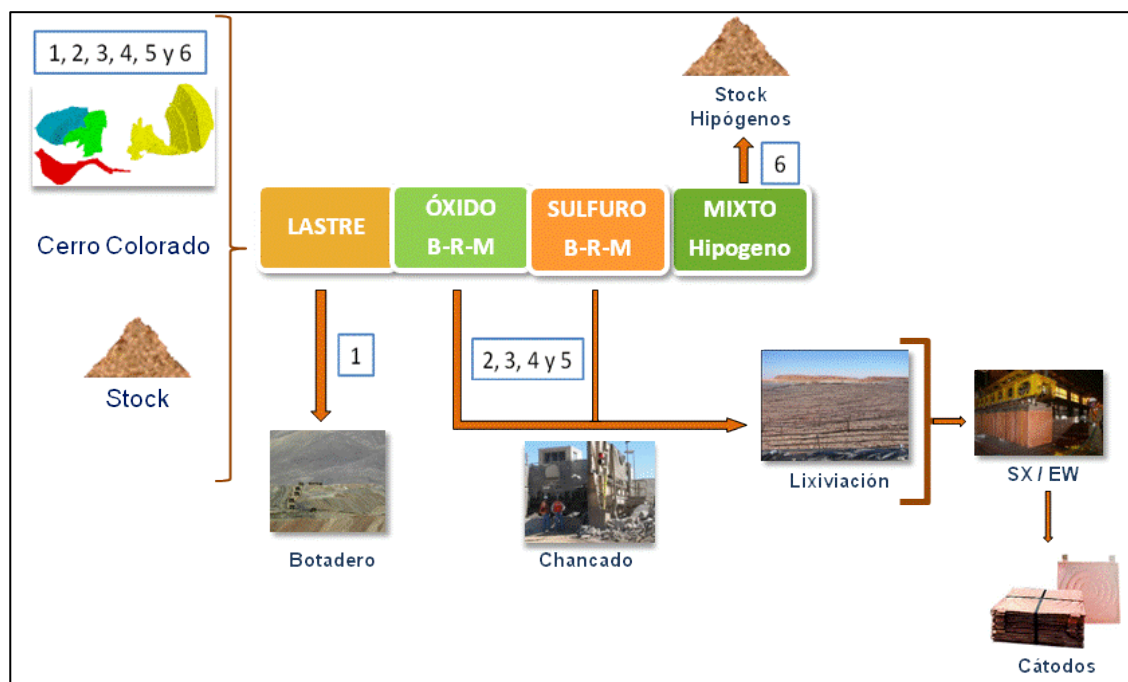 1, 2, 3, 4, 5 y 6
Cerro Colorado
Stock
Stock
Hipógenos
6
LASTRE
ÓXIDO
B-R-M
SULFURO
B-R-M
MIXTO
Hipogeno
1
2, 3, 4 y 5
Botadero
Chancado
Lixiviación
SX / EW
Cátodos